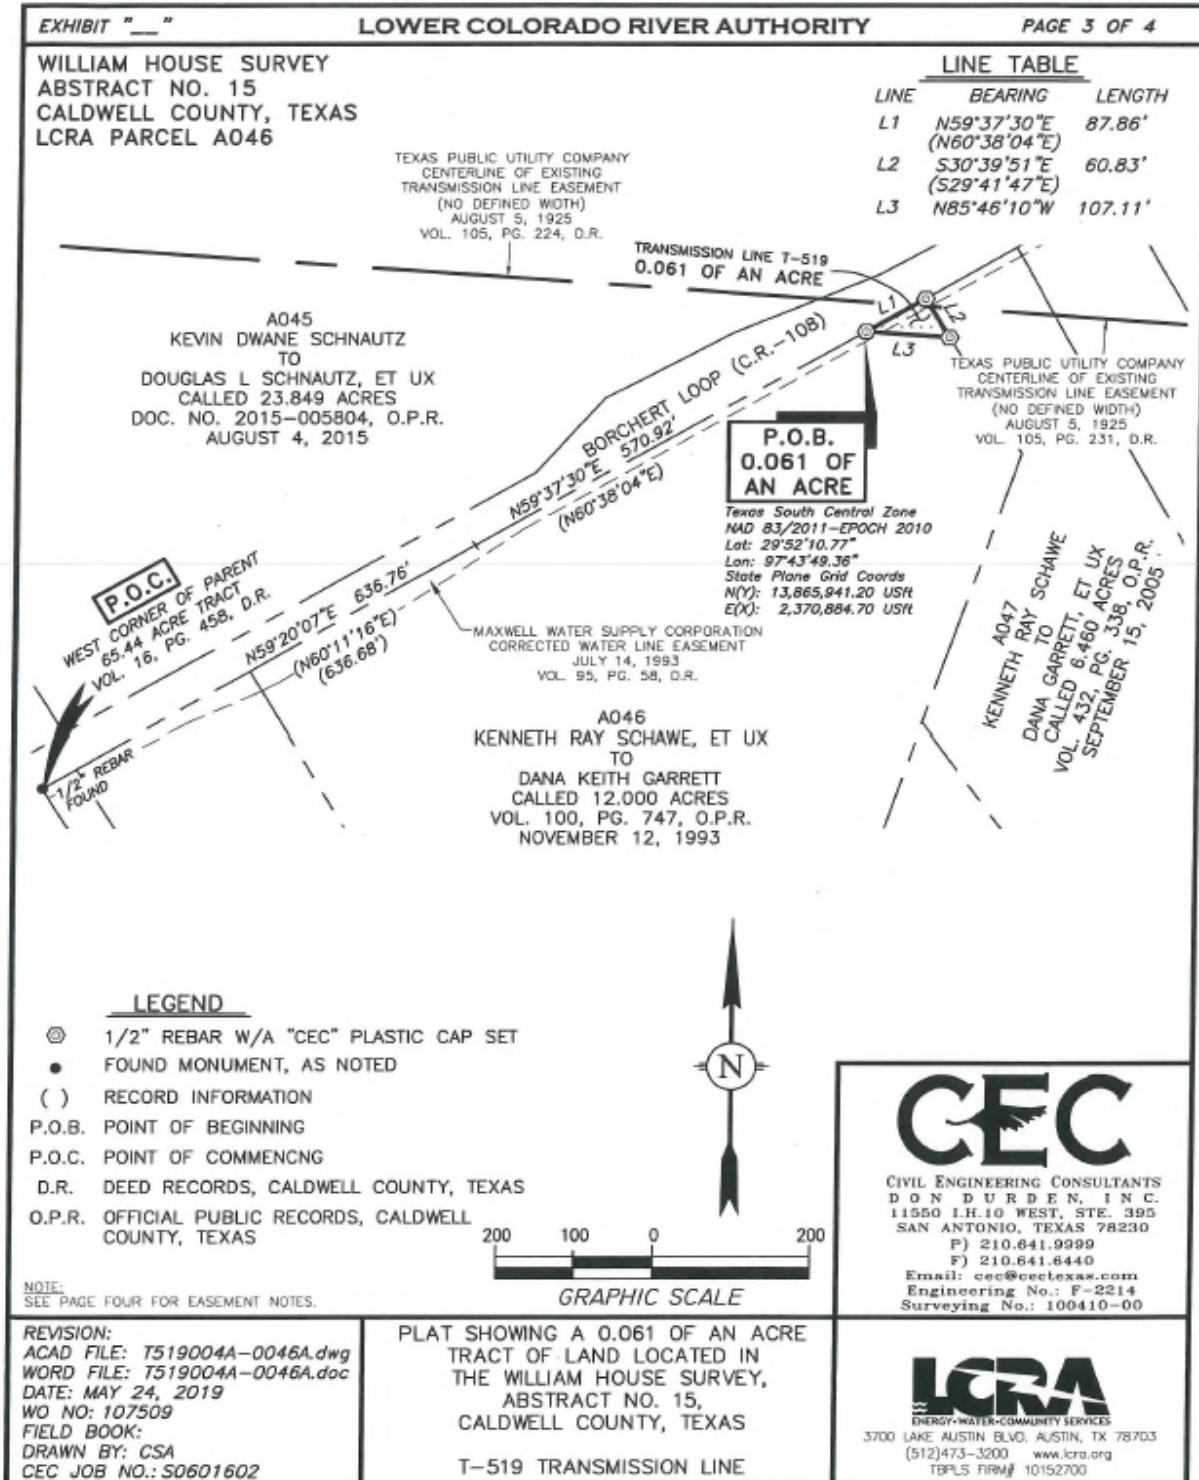 EXHIBIT "__"
LOWER COLORADO RIVER AUTHORITY
PAGE 3 OF 4
WILLIAM HOUSE SURVEY
ABSTRACT NO. 15
CALDWELL COUNTY, TEXAS
LCRA PARCEL A046
LINE TABLE
LINE BEARING LENGTH
L1 N59°37'30"E 87.86'
(N60°38'04"E)
L2 S30°39'51"E 60.83'
(S29°41'47"E)
L3 N85°46'10"W 107.11'
TEXAS PUBLIC UTILITY COMPANY
CENTERLINE OF EXISTING
TRANSMISSION LINE EASEMENT
(NO DEFINED WIDTH)
AUGUST 5, 1925
VOL. 105, PG. 224, D.R.
TRANSMISSION LINE T-519
0.061 OF AN ACRE
L1
L2
L3
A045
KEVIN DWANE SCHNAUTZ
TO
DOUGLAS L SCHNAUTZ, ET UX
CALLED 23.849 ACRES
DOC. NO. 2015-005804, O.P.R.
AUGUST 4, 2015
TEXAS PUBLIC UTILITY COMPANY
CENTERLINE OF EXISTING
TRANSMISSION LINE EASEMENT
(NO DEFINED WIDTH)
AUGUST 5, 1925
VOL. 105, PG. 231, D.R.
BORCHERT LOOP (C.R.-108)
N59°37'30"E 570.92'
(N60°38'04"E)
P.O.B.
0.061 OF
AN ACRE
Texas South Central Zone
NAD 83/2011-EPOCH 2010
Lat: 29°52'10.77"
Lon: 97°43'49.36"
State Plane Grid Coords
N(Y): 13,865,941.20 USft
E(X): 2,370,884.70 USft
P.O.C.
WEST CORNER OF PARENT
65.44 ACRE TRACT
VOL. 16, PG. 458, D.R.
N59°20'07"E 636.76'
(N60°11'16"E)
(636.68')
MAXWELL WATER SUPPLY CORPORATION
CORRECTED WATER LINE EASEMENT
JULY 14, 1993
VOL. 95, PG. 58, D.R.
A047
KENNETH RAY SCHAWE
TO
DANA GARRETT, ET UX
CALLED 6.460 ACRES
VOL. 432, PG. 338, O.P.R.
SEPTEMBER 15, 2005
1/2" REBAR
FOUND
A046
KENNETH RAY SCHAWE, ET UX
TO
DANA KEITH GARRETT
CALLED 12.000 ACRES
VOL. 100, PG. 747, O.P.R.
NOVEMBER 12, 1993
N
LEGEND
1/2" REBAR W/A "CEC" PLASTIC CAP SET
FOUND MONUMENT, AS NOTED
( ) RECORD INFORMATION
P.O.B. POINT OF BEGINNING
P.O.C. POINT OF COMMENCNG
D.R. DEED RECORDS, CALDWELL COUNTY, TEXAS
O.P.R. OFFICIAL PUBLIC RECORDS, CALDWELL
COUNTY, TEXAS
200 100 0 200
GRAPHIC SCALE
NOTE:
SEE PAGE FOUR FOR EASEMENT NOTES.
CEC
CIVIL ENGINEERING CONSULTANTS
DON DURDEN, INC.
11550 I.H.10 WEST, STE. 395
SAN ANTONIO, TEXAS 78230
P) 210.641.9999
F) 210.641.6440
Email: cec@cectexas.com
Engineering No.: F-2214
Surveying No.: 100410-00
REVISION:
ACAD FILE: T519004A-0046A.dwg
WORD FILE: T519004A-0046A.doc
DATE: MAY 24, 2019
WO NO: 107509
FIELD BOOK:
DRAWN BY: CSA
CEC JOB NO.: S0601602
PLAT SHOWING A 0.061 OF AN ACRE
TRACT OF LAND LOCATED IN
THE WILLIAM HOUSE SURVEY,
ABSTRACT NO. 15,
CALDWELL COUNTY, TEXAS
T-519 TRANSMISSION LINE
LCRA
ENERGY•WATER•COMMUNITY SERVICES
3700 LAKE AUSTIN BLVD. AUSTIN, TX 78703
(512)473-3200 www.lcra.org
TBPLS FIRM# 10152700